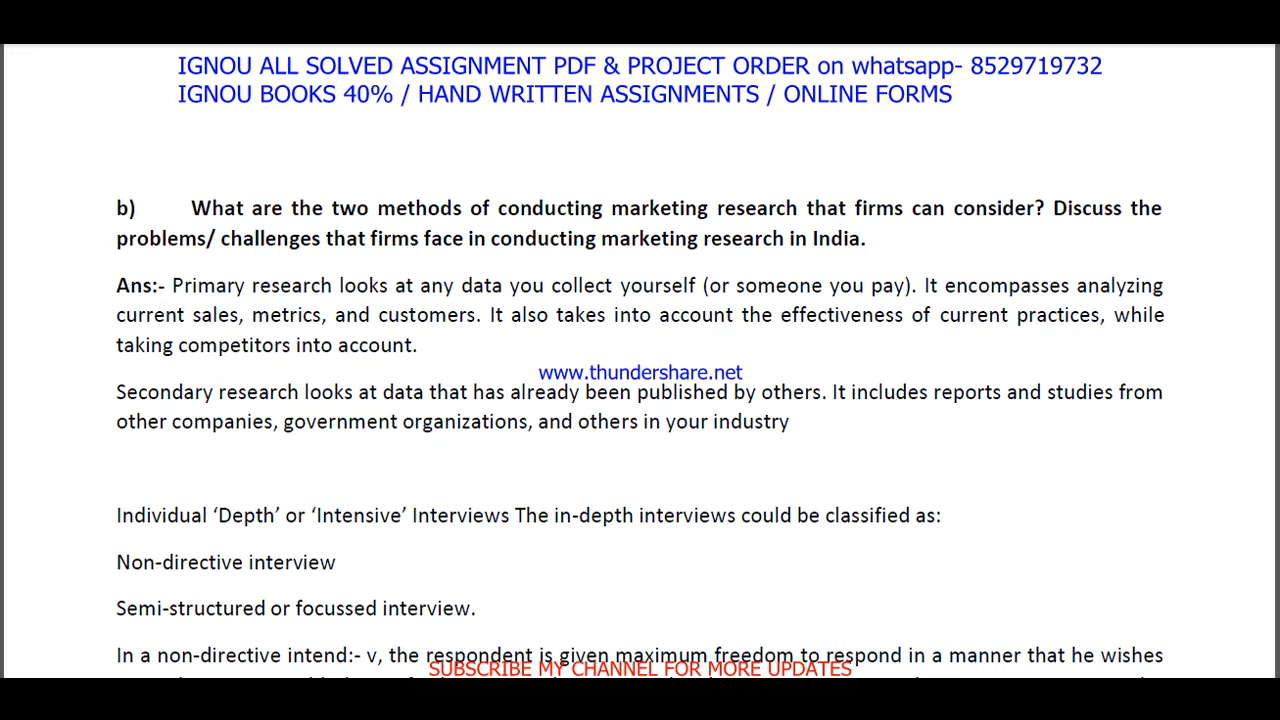 IGNOU ALL SOLVED ASSIGNMENT PDF & PROJECT ORDER on whatsapp- 8529719732
IGNOU BOOKS 40% / HAND WRITTEN ASSIGNMENTS / ONLINE FORMS
b) What are the two methods of conducting marketing research that firms can consider? Discuss the
problems/ challenges that firms face in conducting marketing research in India.
Ans:- Primary research looks at any data you collect yourself (or someone you pay). It encompasses analyzing
current sales, metrics, and customers. It also takes into account the effectiveness of current practices, while
taking competitors into account.
www.thundershare.net
Secondary research looks at data that has already been published by others. It includes reports and studies from
other companies, government organizations, and others in your industry
Individual ‘Depth’ or ‘Intensive’ Interviews The in-depth interviews could be classified as:
Non-directive interview
Semi-structured or focussed interview.
In a non-directive intend:- v, the respondent is given maximum freedom to respond in a manner that he wishes
SUBSCRIBE MY CHANNEL FOR MORE UPDATES